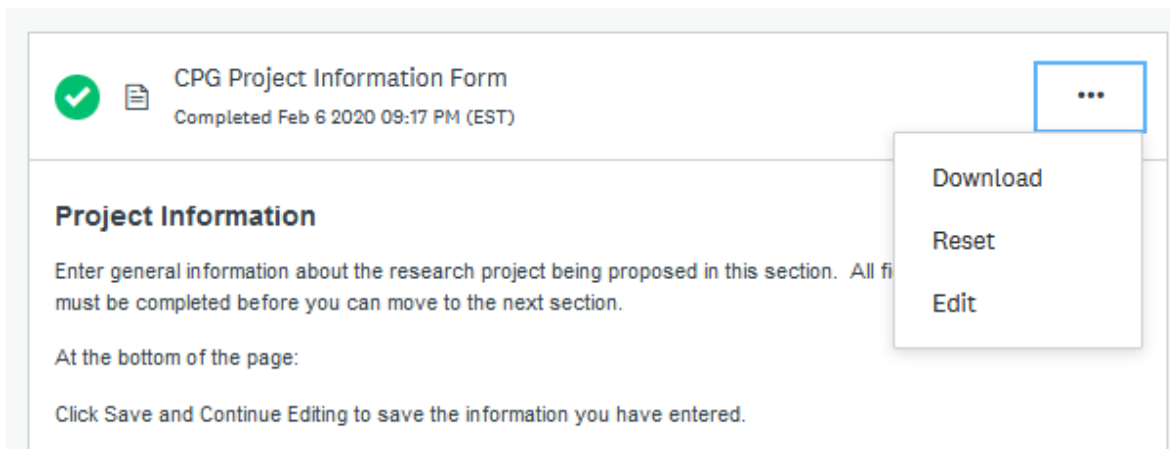 CPG Project Information Form
•••
Completed Feb 6 2020 09:17 PM (EST)
Download
Reset
Edit
Project Information
Enter general information about the research project being proposed in this section. All
must be completed before you can move to the next section.
At the bottom of the page:
Click Save and Continue Editing to save the information you have entered.